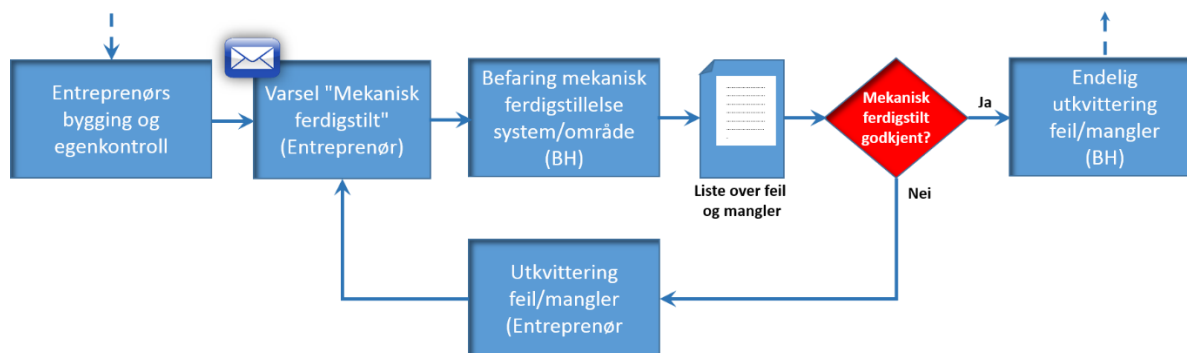 Entreprenørs
bygging og
egenkontroll
Varsel "Mekanisk
ferdigstilt"
(Entreprenør)
Befaring mekanisk
ferdigstillelse
system/område
(BH)
Liste over feil
og mangler
Mekanisk
ferdigstilt
godkjent?
Ja
Nei
Endelig
utkvittering
feil/mangler
(BH)
Utkvittering
feil/mangler
(Entreprenør